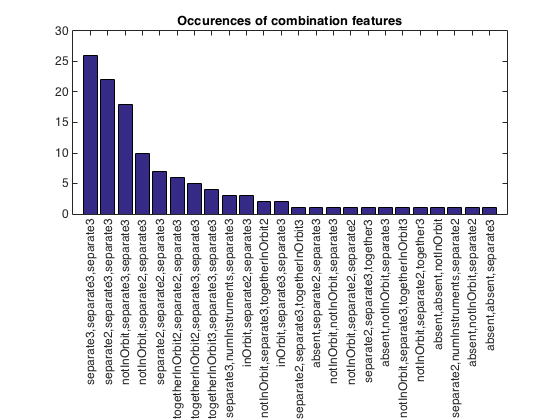 Occurences of combination features
30
25
20
15
10
5
0
separate3,separate3
separate2,separate3
notInOrbit,separate3,separate3
notInOrbit,separate2,separate3
separate2,separate2,separate3
togetherInOrbit2,separate2,separate3
togetherInOrbit2,separate3,separate3
togetherInOrbit3,separate3,separate3
separate3,numInstruments,separate3
inOrbit,separate2,separate3
notInOrbit,separate3,togetherInOrbit2
inOrbit,separate3,separate3
separate2,separate3,togetherInOrbit3
absent,separate2,separate3
notInOrbit,notInOrbit,separate3
notInOrbit,separate2,separate2
separate2,separate3,together3
absent,notInOrbit,separate3
notInOrbit,separate3,togetherInOrbit3
notInOrbit,separate2,together3
absent,absent,notInOrbit
separate2,numInstruments,separate2
absent,notInOrbit,separate2
absent,absent,separate3